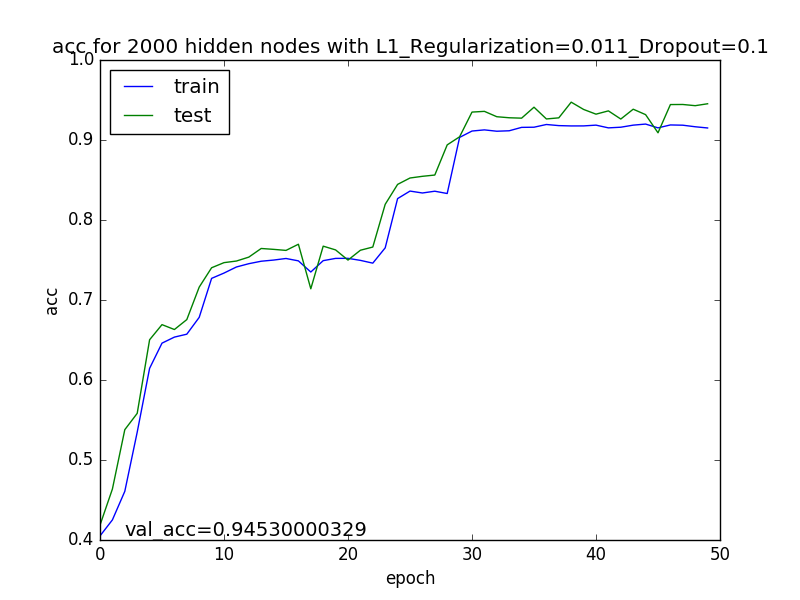 acc for 2000 hidden nodes with L1_Regularization=0.011_Dropout=0.1
1.0
train
test
0.9
0.8
0.7
acc
0.6
0.5
val_acc=0.94530000329
0.4
0 10 20 30 40 50
epoch